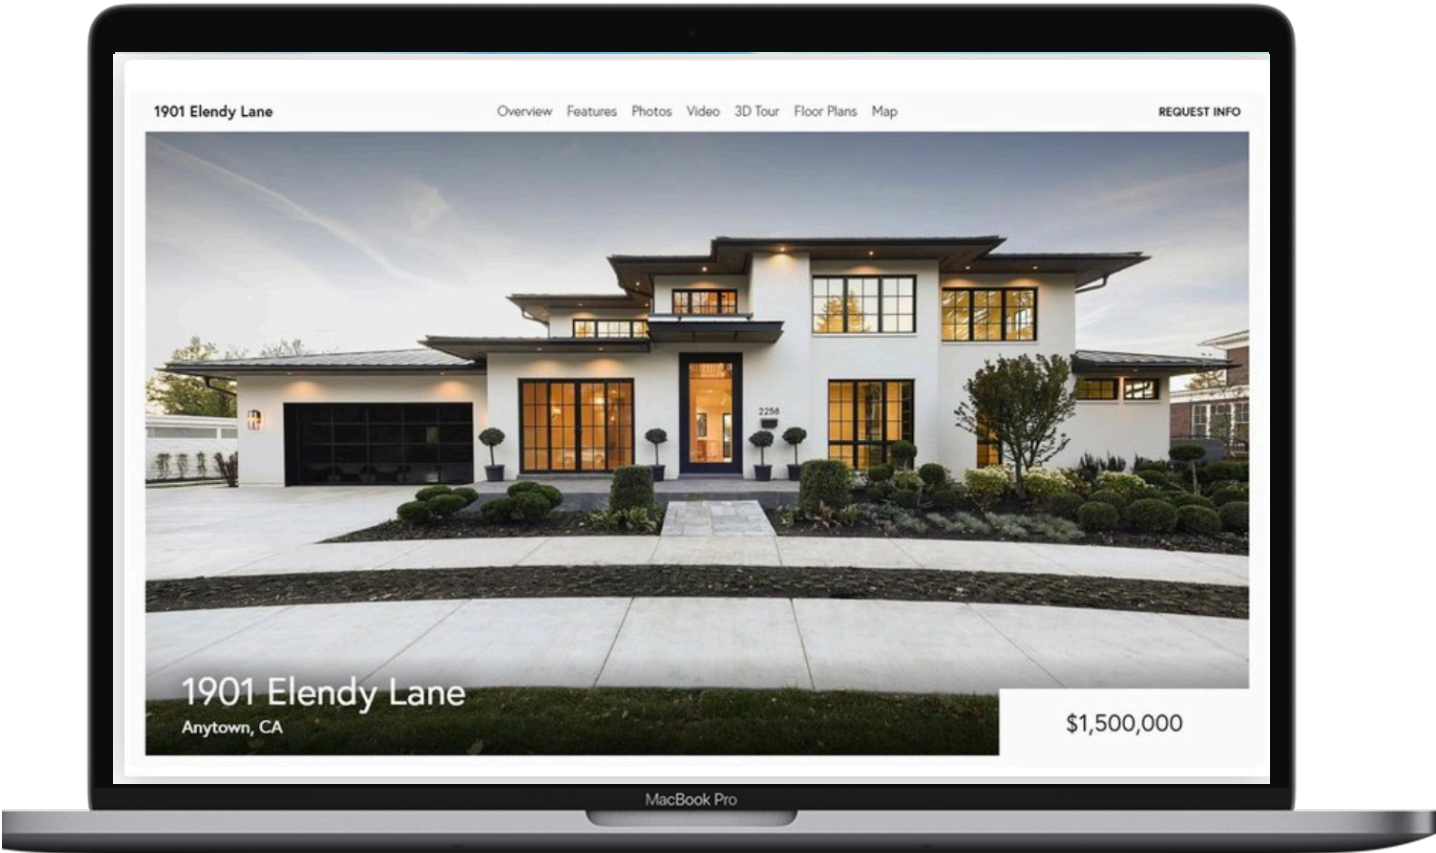 1901 Elendy Lane
Overview Features Photos Video 3D Tour Floor Plans Map
REQUEST INFO
2258
1901 Elendy Lane
Anytown, CA
$1,500,000
MacBook Pro